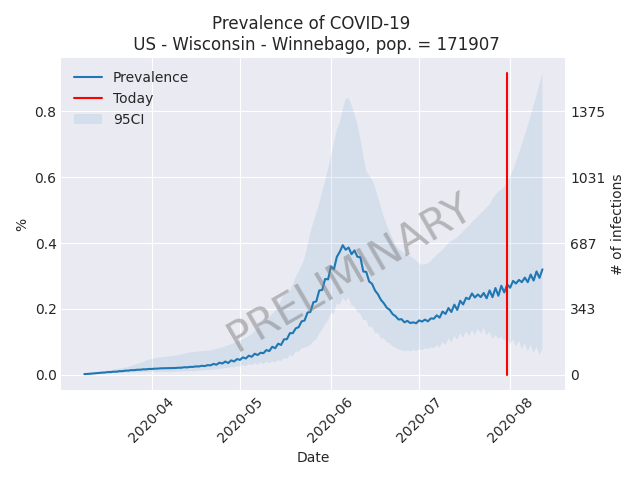 Prevalence of COVID-19
US - Wisconsin - Winnebago, pop. = 171907
Prevalence
Today
95CI
PRELIMINARY
%
0.8
0.6
0.4
0.2
0.0
1375
1031
687
343
0
# of infections
2020-04
2020-05
2020-06
2020-07
2020-08
Date